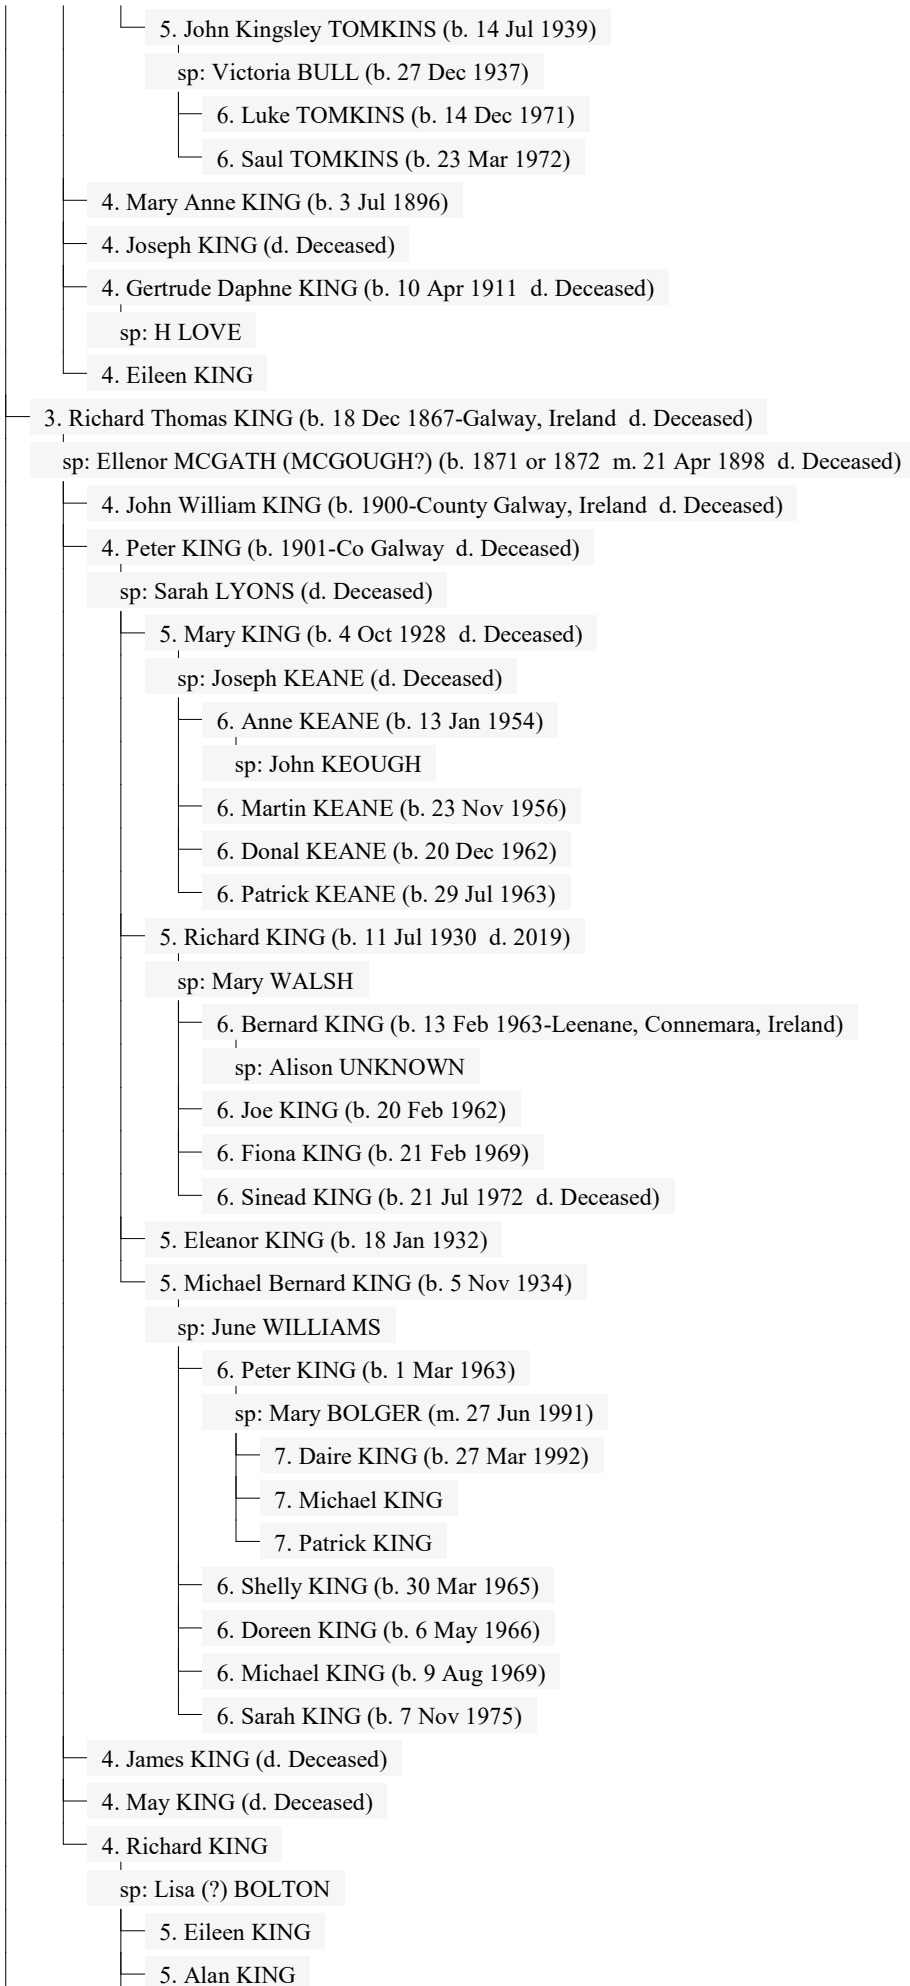 5. John Kingsley TOMKINS (b. 14 Jul 1939)
sp: Victoria BULL (b. 27 Dec 1937)
6. Luke TOMKINS (b. 14 Dec 1971)
6. Saul TOMKINS (b. 23 Mar 1972)
4. Mary Anne KING (b. 3 Jul 1896)
4. Joseph KING (d. Deceased)
4. Gertrude Daphne KING (b. 10 Apr 1911 d. Deceased)
sp: H LOVE
4. Eileen KING
3. Richard Thomas KING (b. 18 Dec 1867-Galway, Ireland d. Deceased)
sp: Ellenor MCGATH (MCGOUGH?) (b. 1871 or 1872 m. 21 Apr 1898 d. Deceased)
4. John William KING (b. 1900-County Galway, Ireland d. Deceased)
4. Peter KING (b. 1901-Co Galway d. Deceased)
sp: Sarah LYONS (d. Deceased)
5. Mary KING (b. 4 Oct 1928 d. Deceased)
sp: Joseph KEANE (d. Deceased)
6. Anne KEANE (b. 13 Jan 1954)
sp: John KEOUGH
6. Martin KEANE (b. 23 Nov 1956)
6. Donal KEANE (b. 20 Dec 1962)
6. Patrick KEANE (b. 29 Jul 1963)
5. Richard KING (b. 11 Jul 1930 d. 2019)
sp: Mary WALSH
6. Bernard KING (b. 13 Feb 1963-Leenane, Connemara, Ireland)
sp: Alison UNKNOWN
6. Joe KING (b. 20 Feb 1962)
6. Fiona KING (b. 21 Feb 1969)
6. Sinead KING (b. 21 Jul 1972 d. Deceased)
5. Eleanor KING (b. 18 Jan 1932)
5. Michael Bernard KING (b. 5 Nov 1934)
sp: June WILLIAMS
6. Peter KING (b. 1 Mar 1963)
sp: Mary BOLGER (m. 27 Jun 1991)
7. Daire KING (b. 27 Mar 1992)
7. Michael KING
7. Patrick KING
6. Shelly KING (b. 30 Mar 1965)
6. Doreen KING (b. 6 May 1966)
6. Michael KING (b. 9 Aug 1969)
6. Sarah KING (b. 7 Nov 1975)
4. James KING (d. Deceased)
4. May KING (d. Deceased)
4. Richard KING
sp: Lisa (?) BOLTON
5. Eileen KING
5. Alan KING